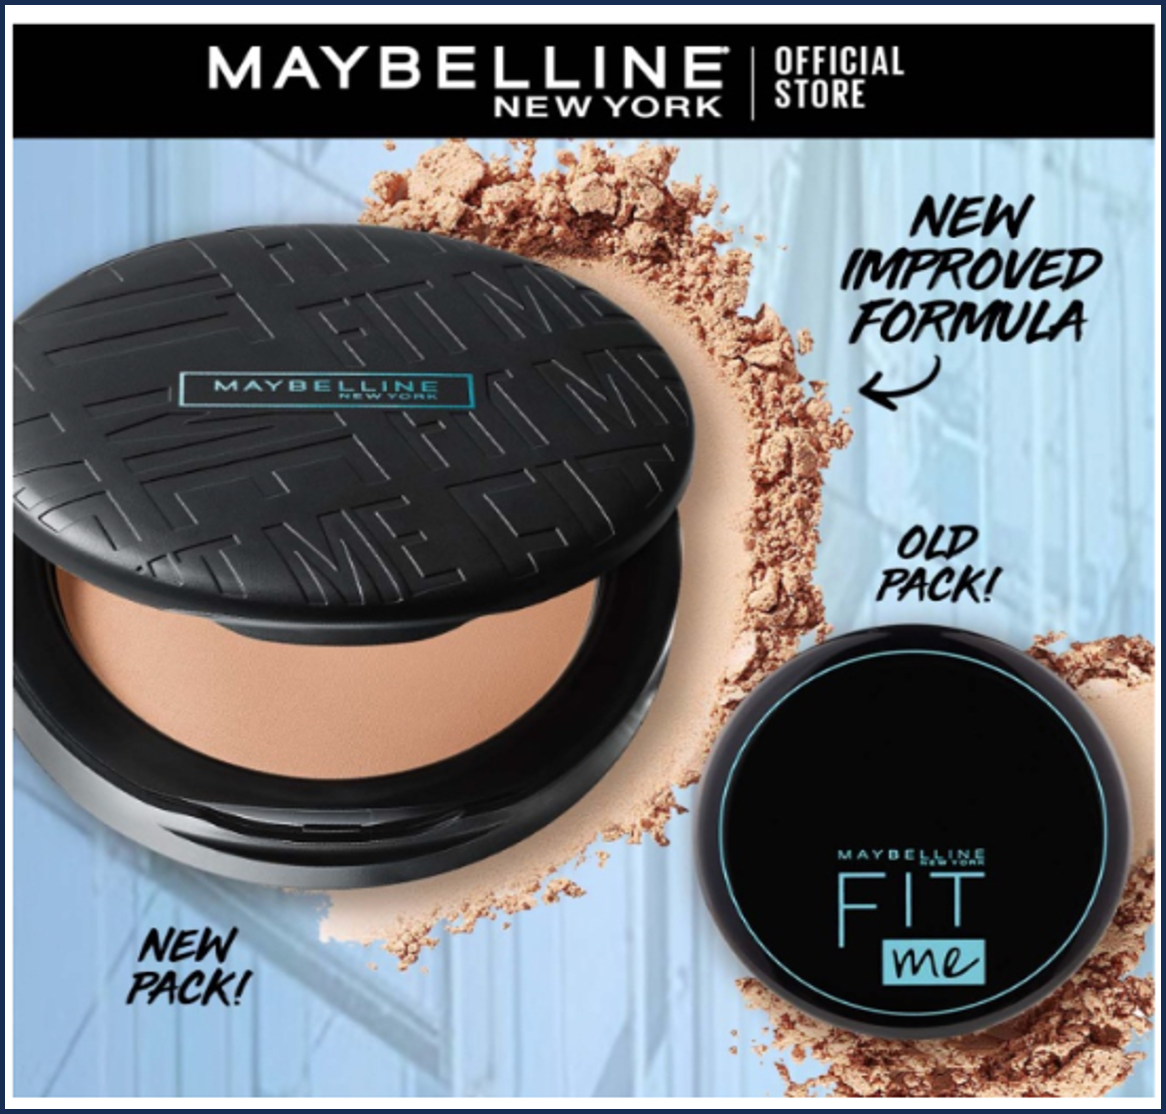 MAYBELLINE
NEW YORK
OFFICIAL
STORE
NEW
IMPROVED
FORMULA
FIT
FIT ME
MAYBELLINE
NEW YORK
FIT ME
ME FIT
OLD
PACK!
MAYBELLINE
NEW YORK
FIT
me
NEW
PACK!